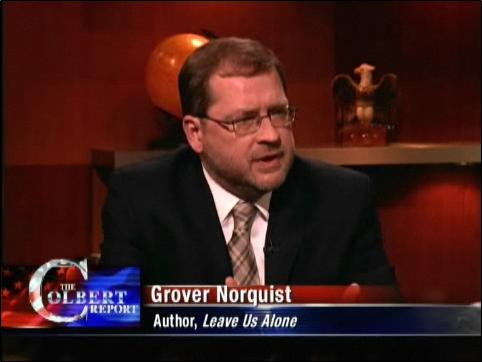 THE
COLBERT
REPORT
Grover Norquist
Author, Leave Us Alone